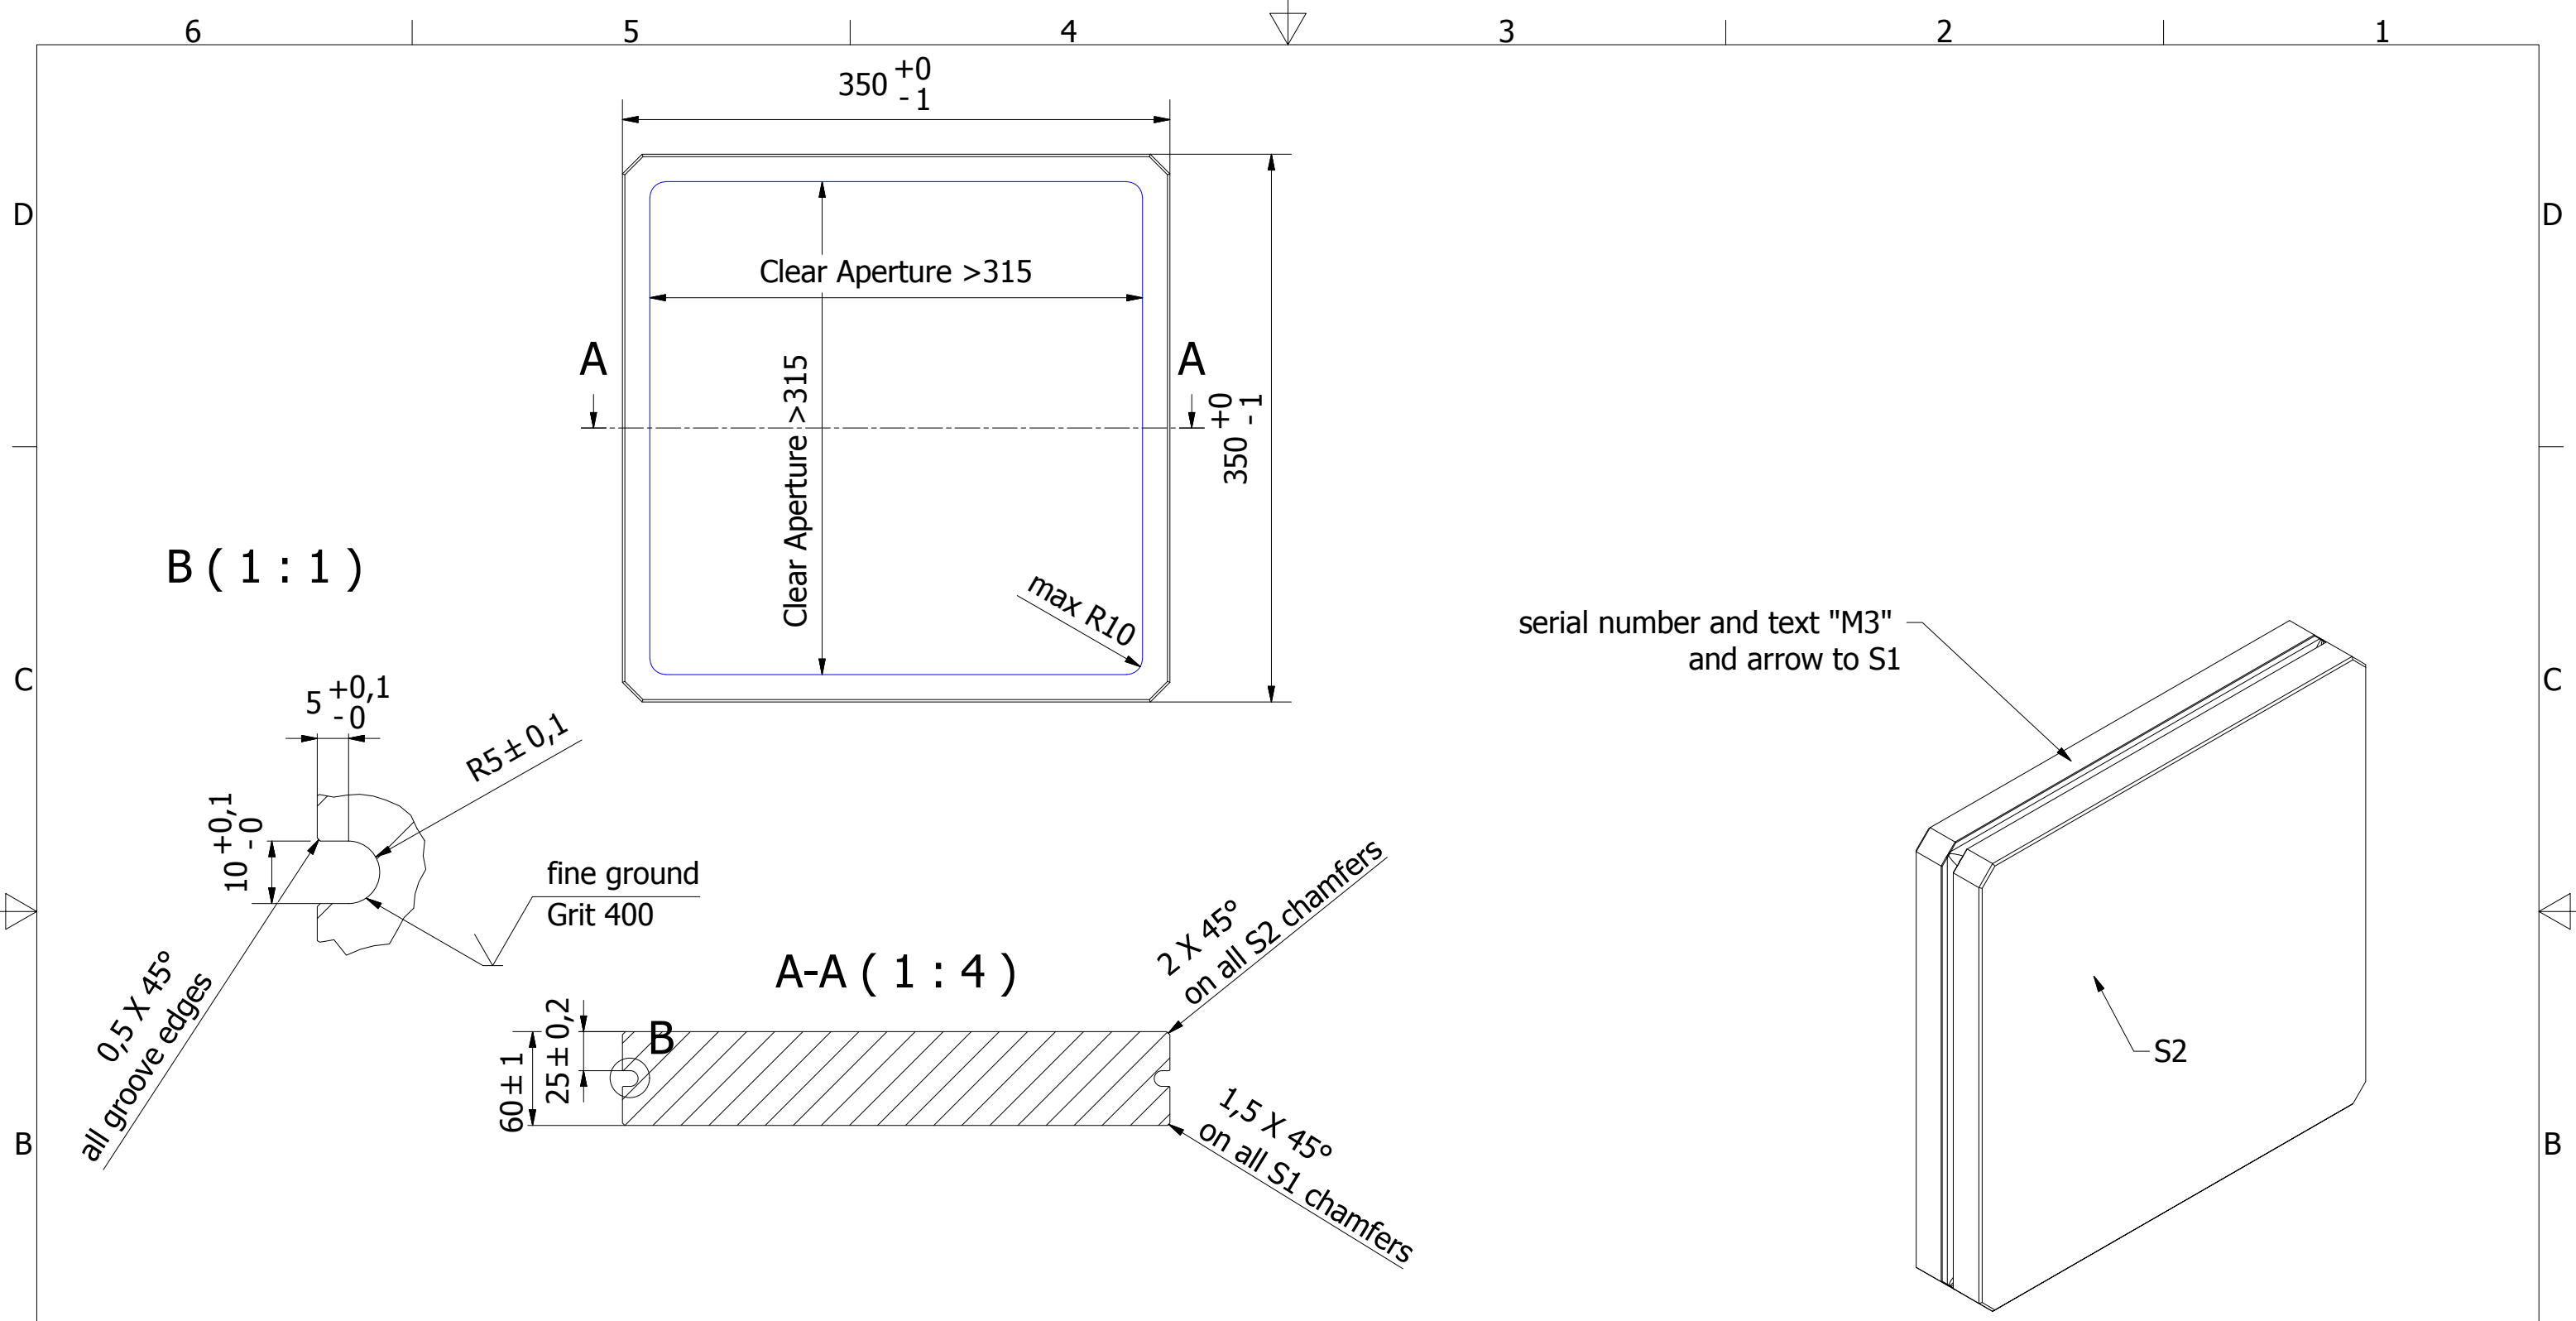 6 5 4 3 2 1
350 +0 -1
D D
Clear Aperture >315
A A
Clear Aperture >315
350 +0 -1
B ( 1 : 1 )
max R10
serial number and text "M3"
and arrow to S1
C C
5 +0,1 -0
R5± 0,1
10 +0,1 -0
fine ground
Grit 400
0,5 X 45°
all groove edges
A-A ( 1 : 4 )
2 X 45°
on all S2 chamfers
B
25± 0,2
60± 1
S2
1,5 X 45°
on all S1 chamfers
B B